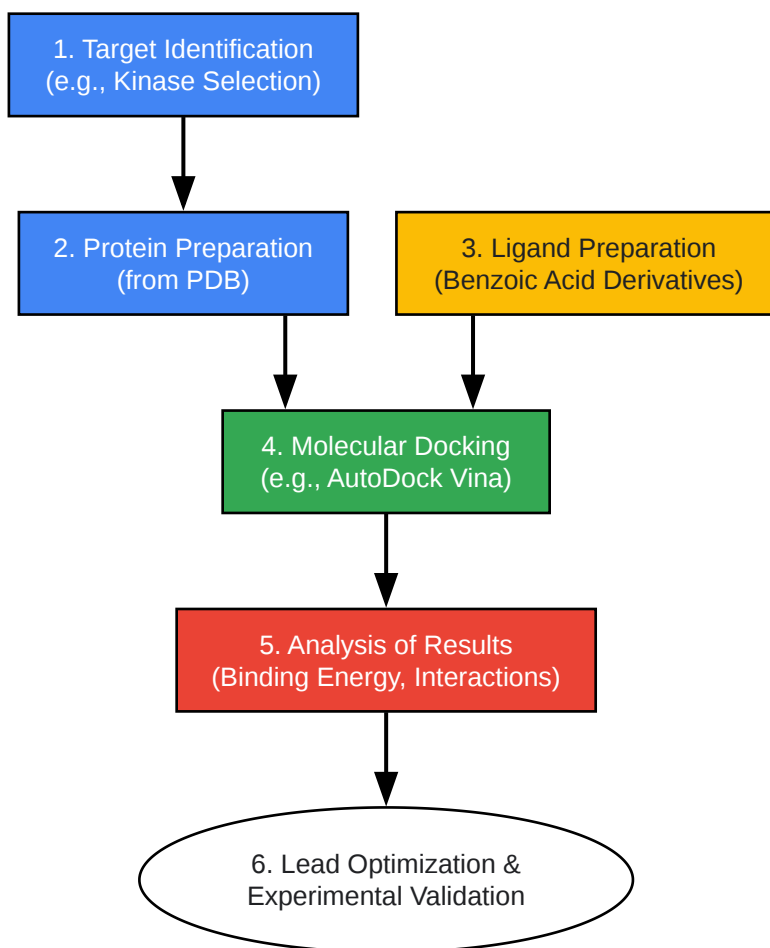 1. Target Identification
(e.g., Kinase Selection)
2. Protein Preparation
(from PDB)
3. Ligand Preparation
(Benzoic Acid Derivatives)
4. Molecular Docking
(e.g., AutoDock Vina)
5. Analysis of Results
(Binding Energy, Interactions)
6. Lead Optimization &
Experimental Validation